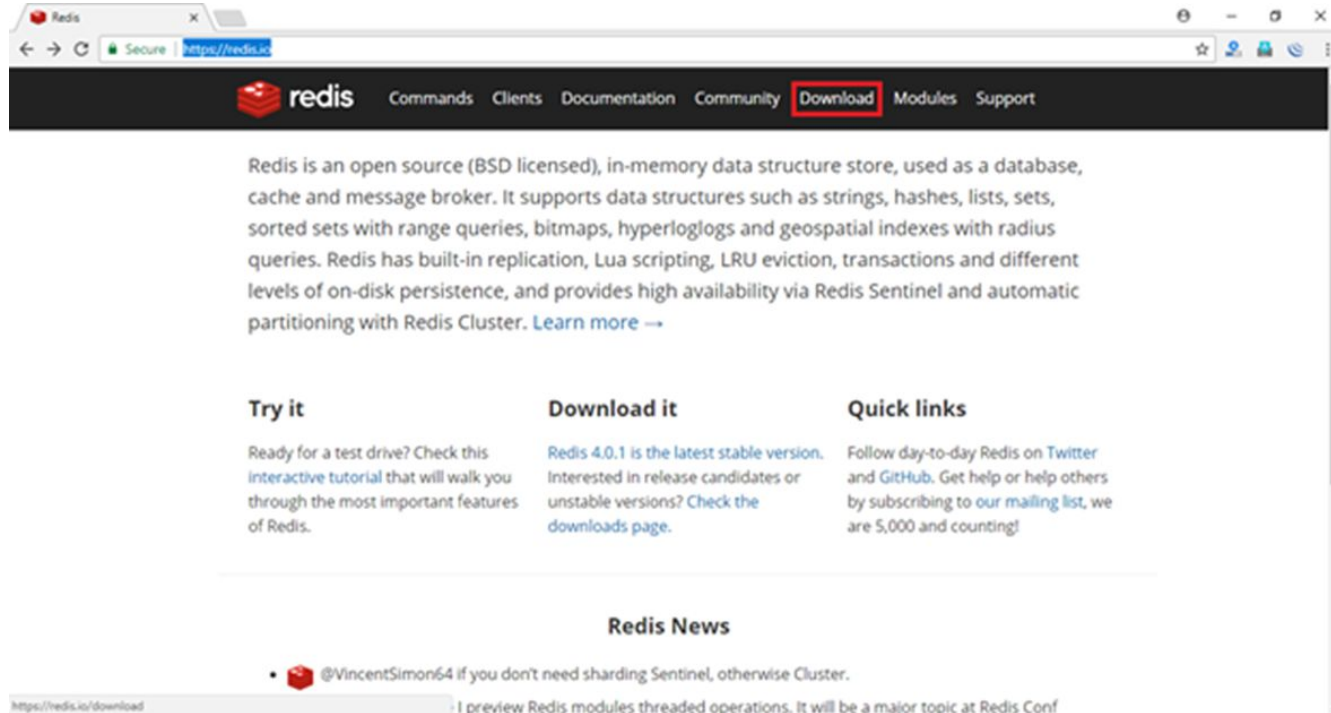 Redis
Secure | https://redis.io
redis Commands Clients Documentation Community Download Modules Support
Redis is an open source (BSD licensed), in-memory data structure store, used as a database,
cache and message broker. It supports data structures such as strings, hashes, lists, sets,
sorted sets with range queries, bitmaps, hyperloglogs and geospatial indexes with radius
queries. Redis has built-in replication, Lua scripting, LRU eviction, transactions and different
levels of on-disk persistence, and provides high availability via Redis Sentinel and automatic
partitioning with Redis Cluster. Learn more →
Try it
Ready for a test drive? Check this
interactive tutorial that will walk you
through the most important features
of Redis.
Download it
Redis 4.0.1 is the latest stable version.
Interested in release candidates or
unstable versions? Check the
downloads page.
Quick links
Follow day-to-day Redis on Twitter
and GitHub. Get help or help others
by subscribing to our mailing list, we
are 5,000 and counting!
Redis News
• @VincentSimon64 if you don't need sharding Sentinel, otherwise Cluster.
I preview Redis modules threaded operations. It will be a major topic at Redis Conf
https://redis.io/download